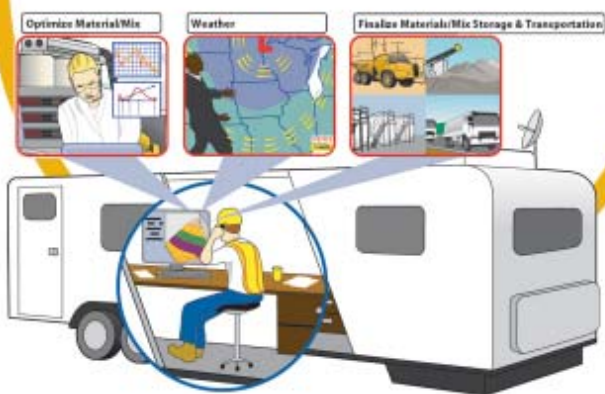 Optimize Material/Mix
Weather
Finalize Materials/Mix Storage & Transportation